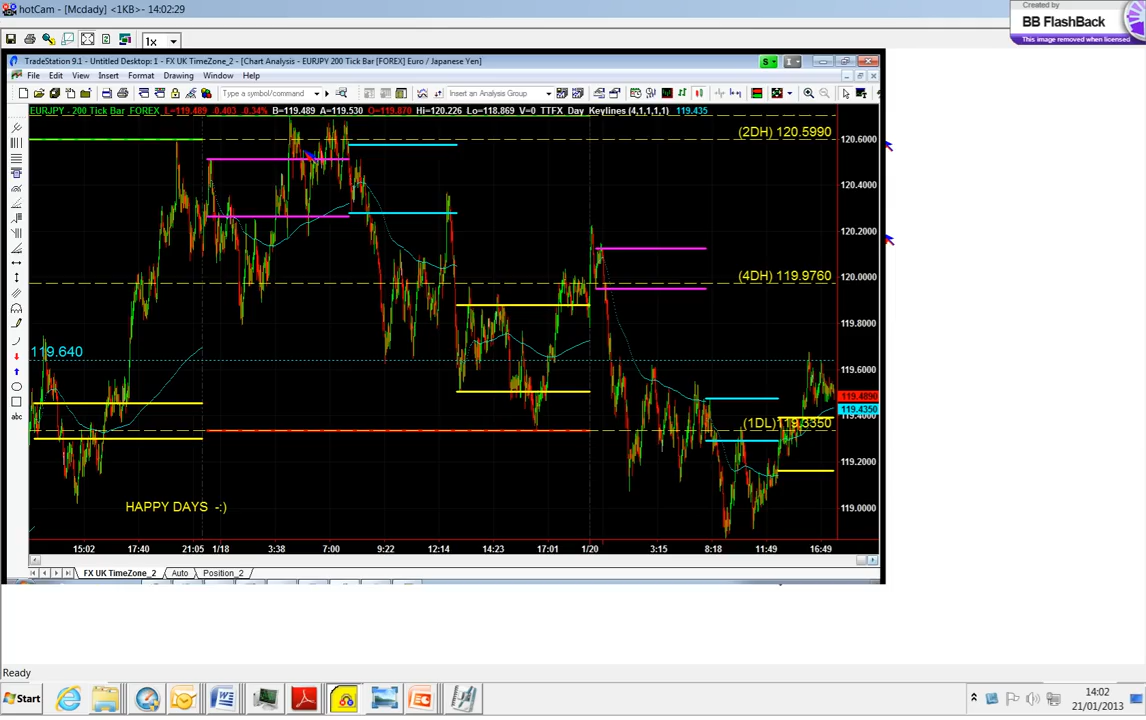 hotCam - [Mcdady] <1KB>- 14:02:29
Created by
BB FlashBack
This image removed when licensed
1x
TradeStation 9.1 - Untitled Desktop: 1 - FX UK TimeZone_2 - [Chart Analysis - EURJPY 200 Tick Bar [FOREX] Euro / Japanese Yen]
File Edit View Insert Format Drawing Window Help
Type a symbol/command
Insert an Analysis Group
EURJPY - 200 Tick Bar FOREX L=119.489 -0.403 -0.34% B=119.489 A=119.530 O=119.870 Hi=120.226 Lo=118.869 V=0 TTFX_Day_Keylines (4,1,1,1,1) 119.435
(2DH) 120.5990
120.6000
120.4000
120.2000
(4DH) 119.9760
120.0000
119.8000
119.640
119.6000
119.4890
119.4350
119.4000
(1DL)119.3350
119.2000
119.0000
HAPPY DAYS -:)
15:02 17:40 21:05 1/18 3:38 7:00 9:22 12:14 14:23 17:01 1/20 3:15 8:18 11:49 16:49
FX UK TimeZone_2 Auto Position_2
abc
Ready
Start
14:02
21/01/2013